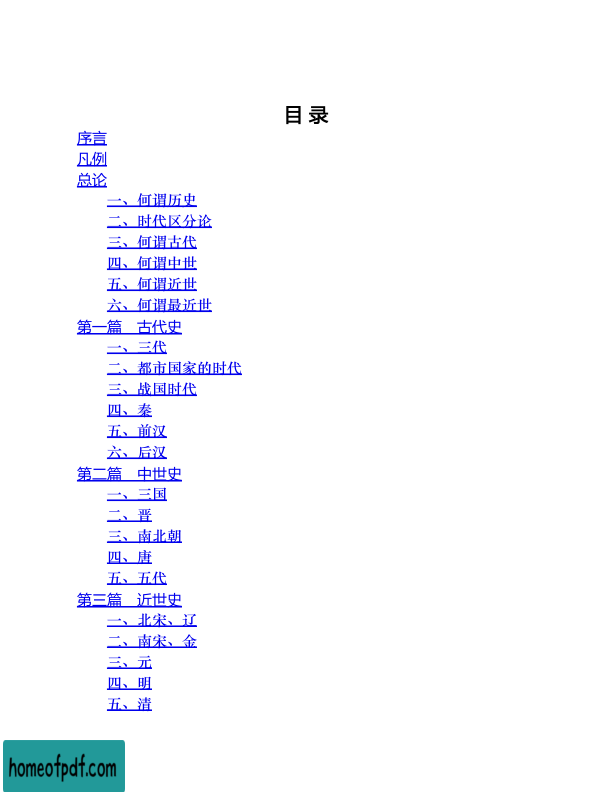 目 录
序言
凡例
总论
一、何谓历史
二、时代区分论
三、何谓古代
四、何谓中世
五、何谓近世
六、何谓最近世
第一篇　古代史
一、三代
二、都市国家的时代
三、战国时代
四、秦
五、前汉
六、后汉
第二篇　中世史
一、三国
二、晋
三、南北朝
四、唐
五、五代
第三篇　近世史
一、北宋、辽
二、南宋、金
三、元
四、明
五、清
homeofpdf.com